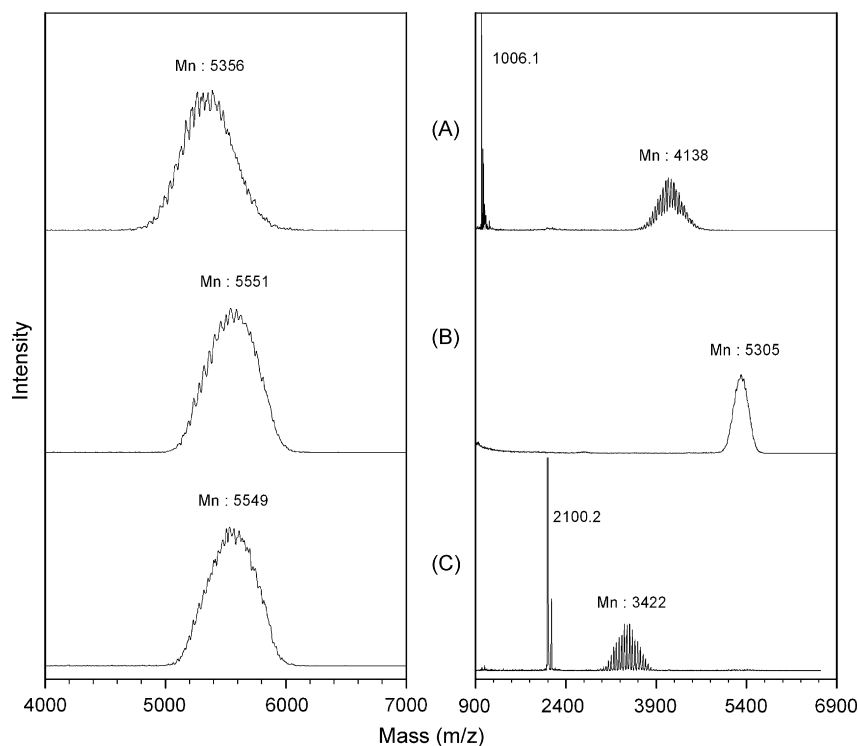 Mn : 5356
1006.1
(A)
Mn : 4138
Mn : 5551
(B)
Mn : 5305
Intensity
Mn : 5549
2100.2
(C)
Mn : 3422
4000 5000 6000 7000 900 2400 3900 5400 6900
Mass (m/z)